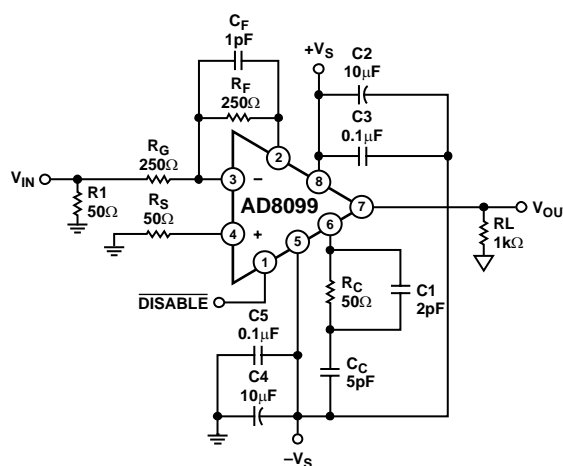 CF
1pF
RF
250Ω
+VS
C2
10µF
C3
0.1µF
RG
250Ω
VIN
R1
50Ω
RS
50Ω
3
−
2
8
AD8099
7
VOU
RL
1kΩ
4
+
5
6
1
DISABLE
RC
50Ω
C1
2pF
C5
0.1µF
C4
10µF
CC
5pF
−VS